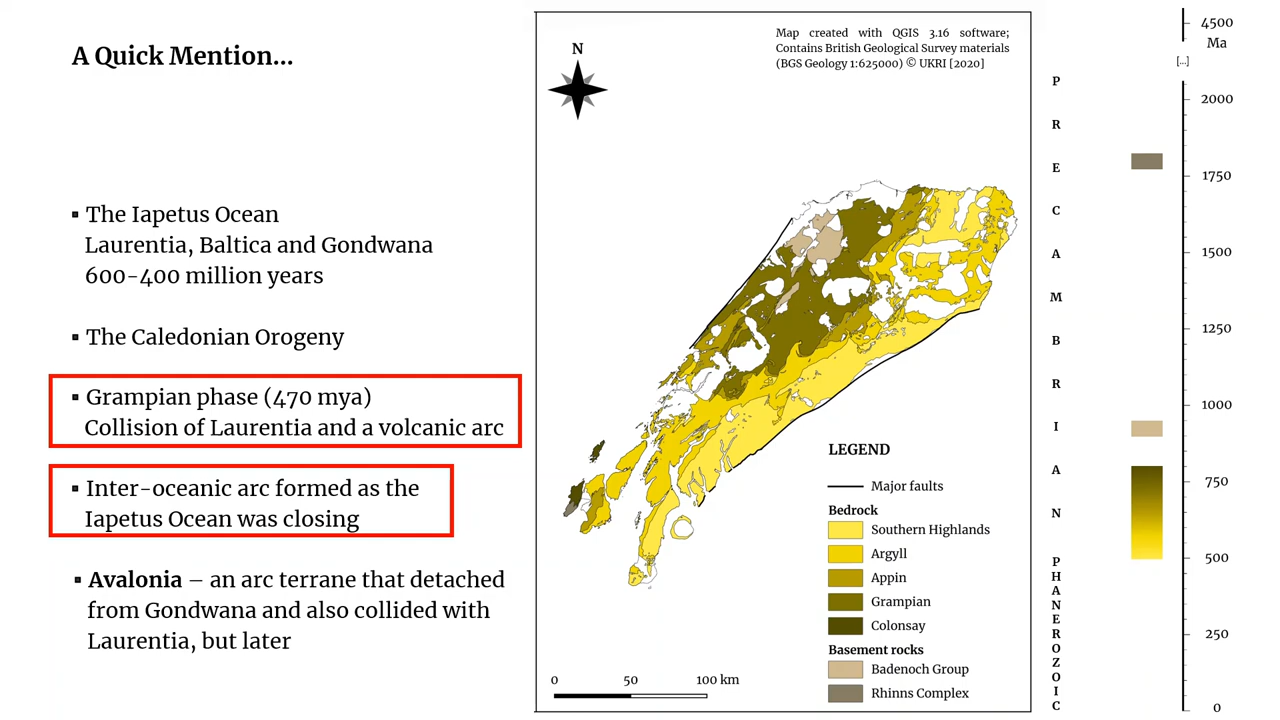 A Quick Mention...
▪ The Iapetus Ocean
Laurentia, Baltica and Gondwana
600-400 million years
▪ The Caledonian Orogeny
▪ Grampian phase (470 mya)
Collision of Laurentia and a volcanic arc
▪ Inter-oceanic arc formed as the
Iapetus Ocean was closing
▪ Avalonia – an arc terrane that detached
from Gondwana and also collided with
Laurentia, but later
Map created with QGIS 3.16 software;
Contains British Geological Survey materials
(BGS Geology 1:625000) © UKRI [2020]
N
LEGEND
Major faults
Bedrock
Southern Highlands
Argyll
Appin
Grampian
Colonsay
Basement rocks
Badenoch Group
Rhinns Complex
0 50 100 km
PRECAMBRIAN
PHANEROZOIC
4500
Ma
[...]
2000
1750
1500
1250
1000
750
500
250
0